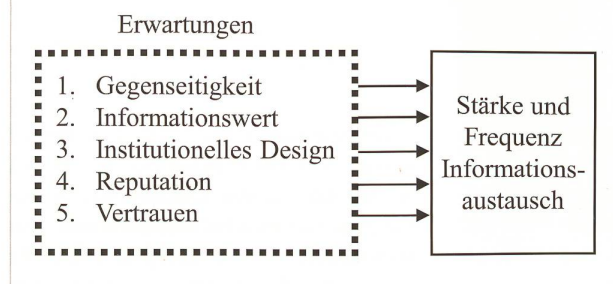 Erwartungen
1. Gegenseitigkeit
2. Informationswert
3. Institutionelles Design
4. Reputation
5. Vertrauen
Stärke und
Frequenz
Informations-
austausch